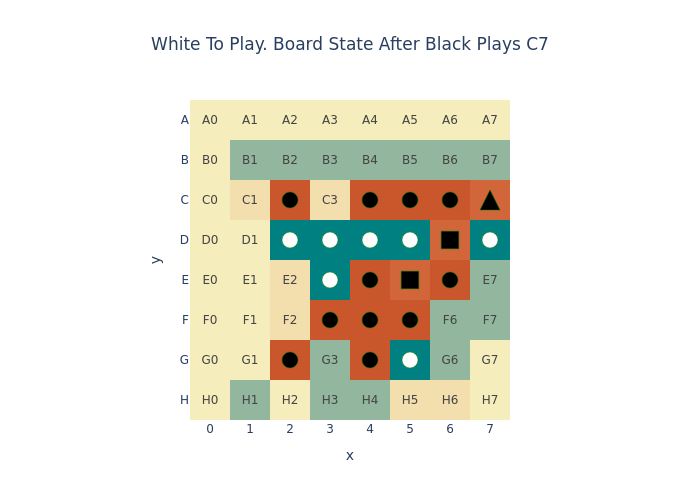 White To Play. Board State After Black Plays C7
A A0 A1 A2 A3 A4 A5 A6 A7
B B0 B1 B2 B3 B4 B5 B6 B7
C C0 C1 C3
D D0 D1
y
E E0 E1 E2 E7
F F0 F1 F2 F6 F7
G G0 G1 G3 G6 G7
H H0 H1 H2 H3 H4 H5 H6 H7
0 1 2 3 4 5 6 7
x